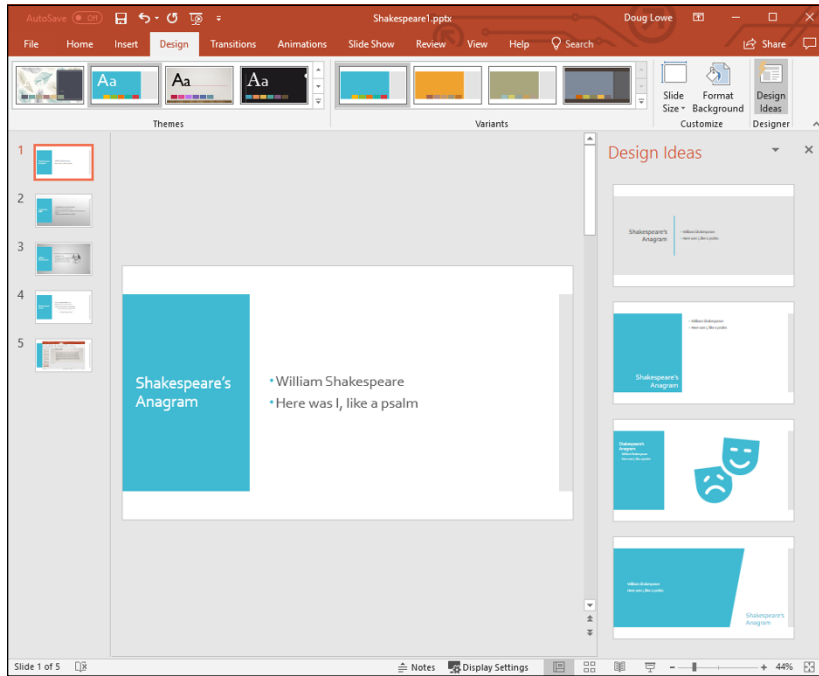 AutoSave Off Shakespeare1.pptx Doug Lowe
File Home Insert Design Transitions Animations Slide Show Review View Help Search Share
Aa Aa Aa
Slide Size Format Background Design Ideas
Themes Variants Customize Designer
1
2
3
4
5
Shakespeare's
Anagram
•William Shakespeare
•Here was I, like a psalm
Design Ideas
Shakespeare's
Anagram
• William Shakespeare
• Here was I, like a psalm
• William Shakespeare
• Here was I, like a psalm
Shakespeare's
Anagram
Shakespeare's
Anagram
William Shakespeare
Here was I, like a psalm
William Shakespeare
Here was I, like a psalm
Shakespeare's
Anagram
Slide 1 of 5 Notes Display Settings - + 44%